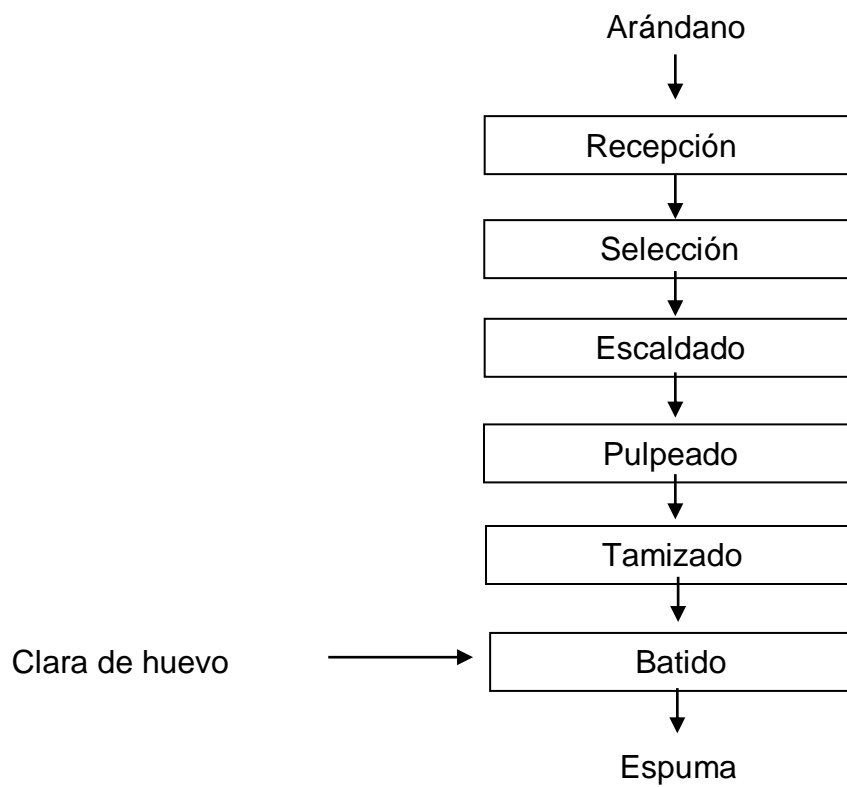 Arándano
Recepción
Selección
Escaldado
Pulpeado
Tamizado
Clara de huevo
Batido
Espuma